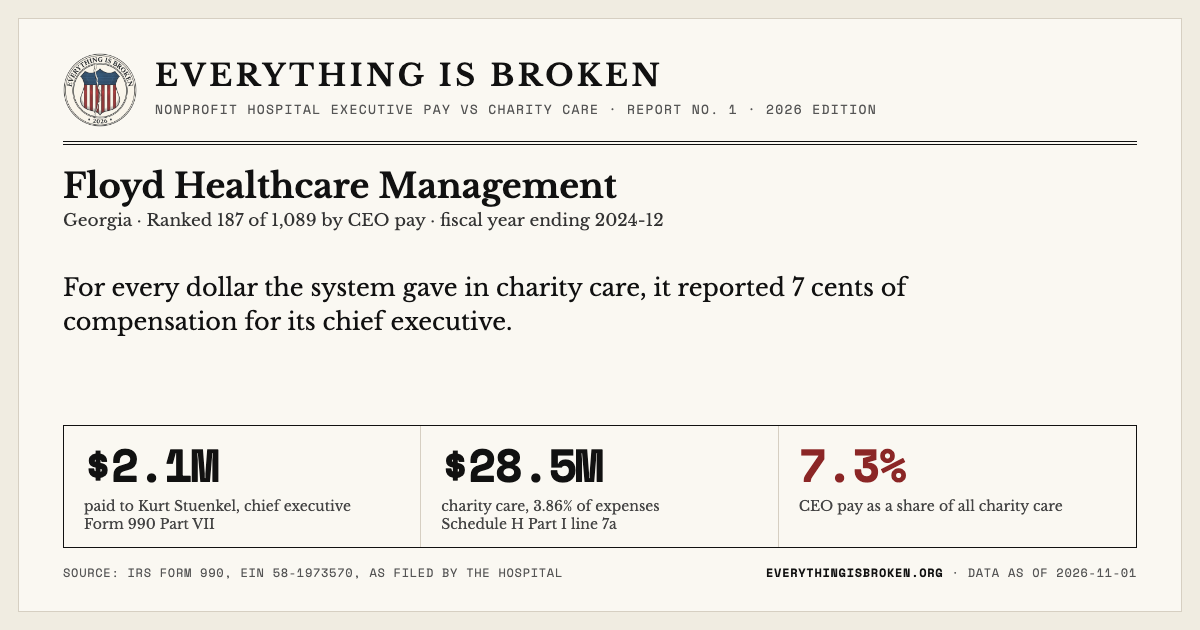 EVERYTHING IS BROKEN
2026
EVERYTHING IS BROKEN
NONPROFIT HOSPITAL EXECUTIVE PAY VS CHARITY CARE · REPORT NO. 1 · 2026 EDITION
Floyd Healthcare Management
Georgia · Ranked 187 of 1,089 by CEO pay · fiscal year ending 2024-12
For every dollar the system gave in charity care, it reported 7 cents of
compensation for its chief executive.
$2.1M
paid to Kurt Stuenkel, chief executive
Form 990 Part VII
$28.5M
charity care, 3.86% of expenses
Schedule H Part I line 7a
7.3%
CEO pay as a share of all charity care
SOURCE: IRS FORM 990, EIN 58-1973570, AS FILED BY THE HOSPITAL
EVERYTHINGISBROKEN.ORG · DATA AS OF 2026-11-01